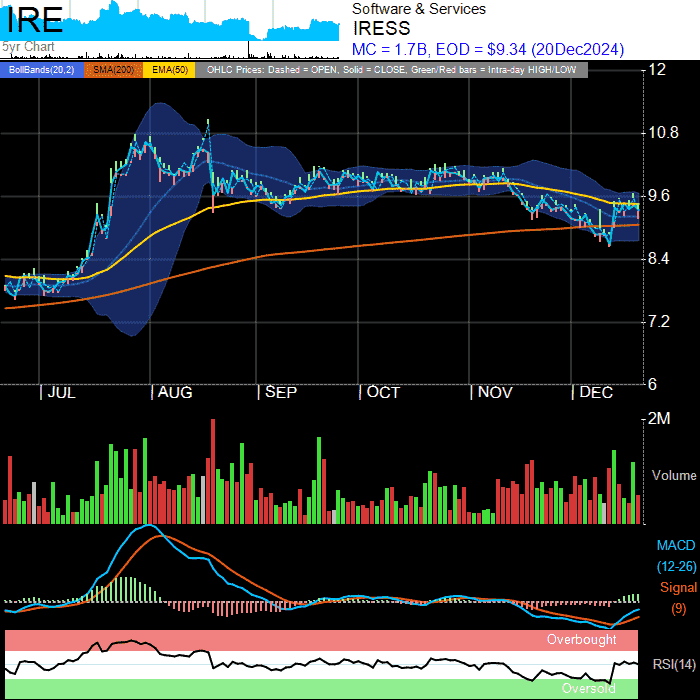 IRE
5yr Chart
Software & Services
IRESS
MC = 1.7B, EOD = $9.34 (20Dec2024)
BollBands(20,2) SMA(200) EMA(50) OHLC Prices: Dashed = OPEN, Solid = CLOSE, Green/Red bars = Intra-day HIGH/LOW
12
10.8
9.6
8.4
7.2
6
JUL AUG SEP OCT NOV DEC
2M
Volume
MACD
(12-26)
Signal
(9)
Overbought
RSI(14)
Oversold